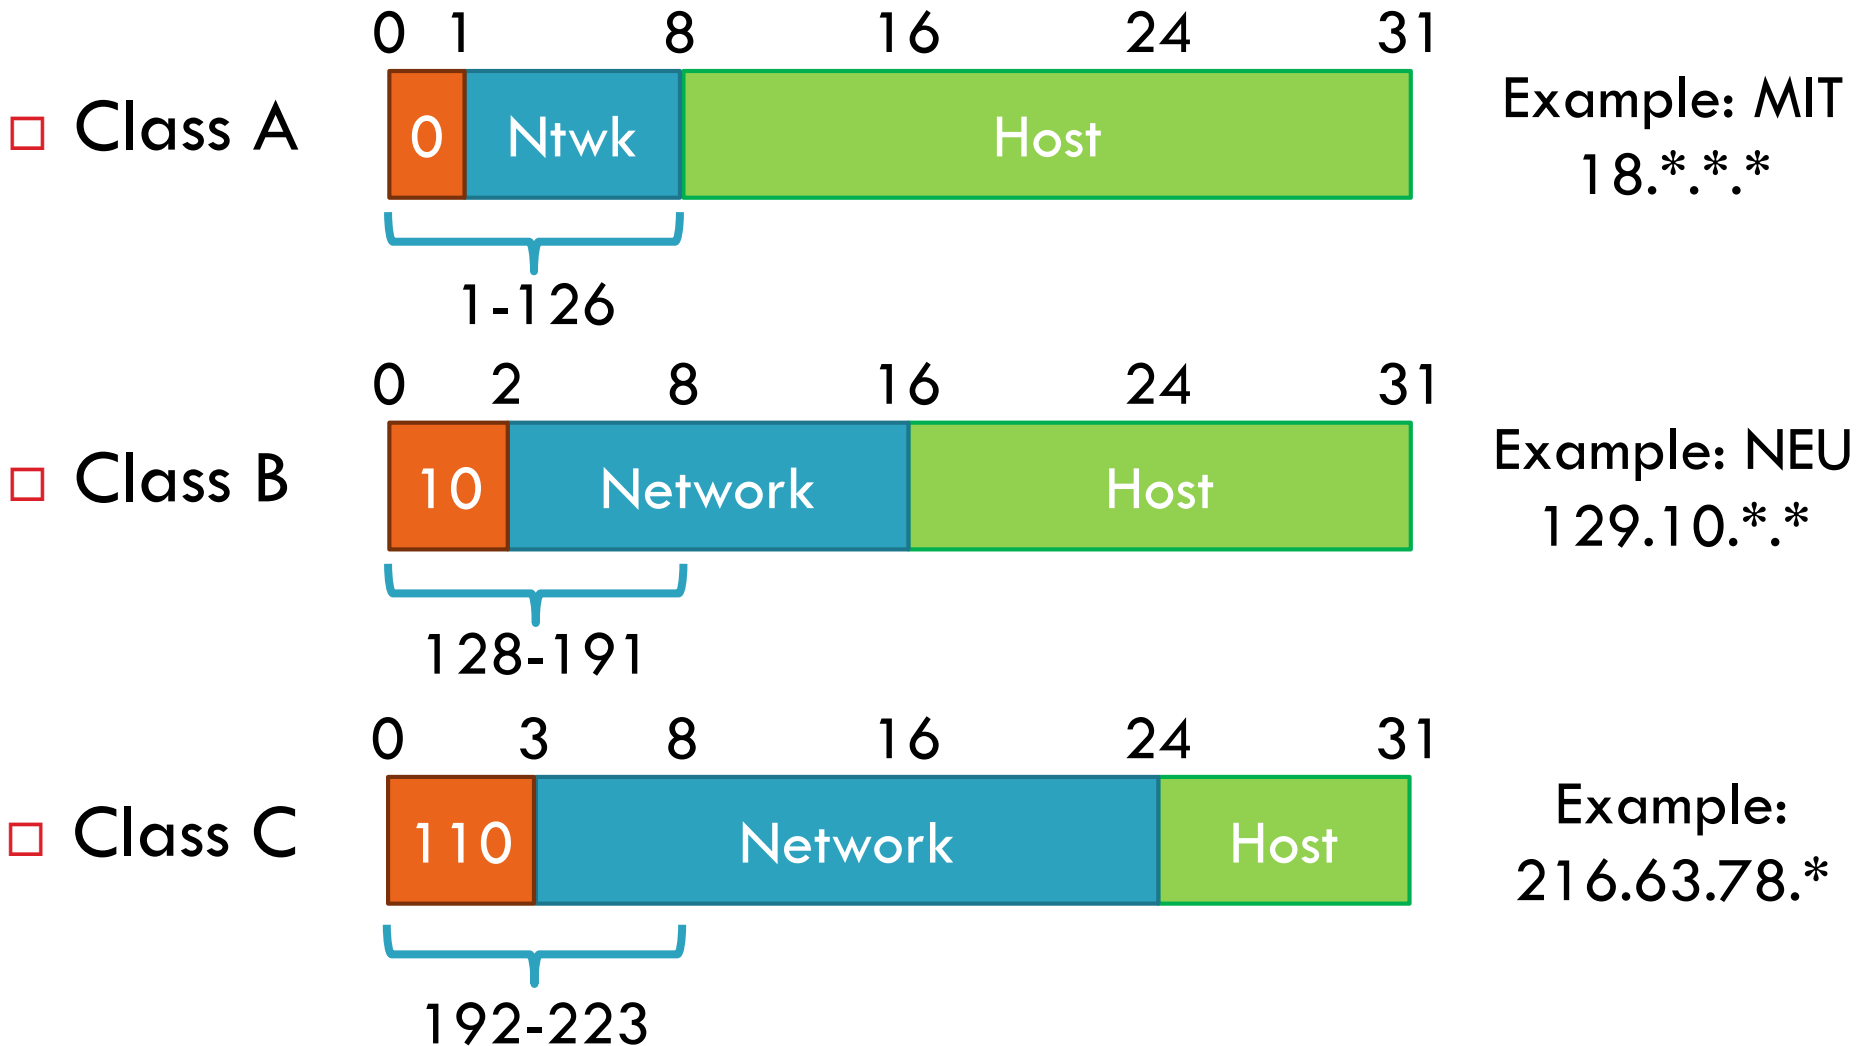 0 1 8 16 24 31
□ Class A
0 Ntwk Host
Example: MIT
18.*.*.*
1-126
0 2 8 16 24 31
□ Class B
10 Network Host
Example: NEU
129.10.*.*
128-191
0 3 8 16 24 31
□ Class C
110 Network Host
Example:
216.63.78.*
192-223